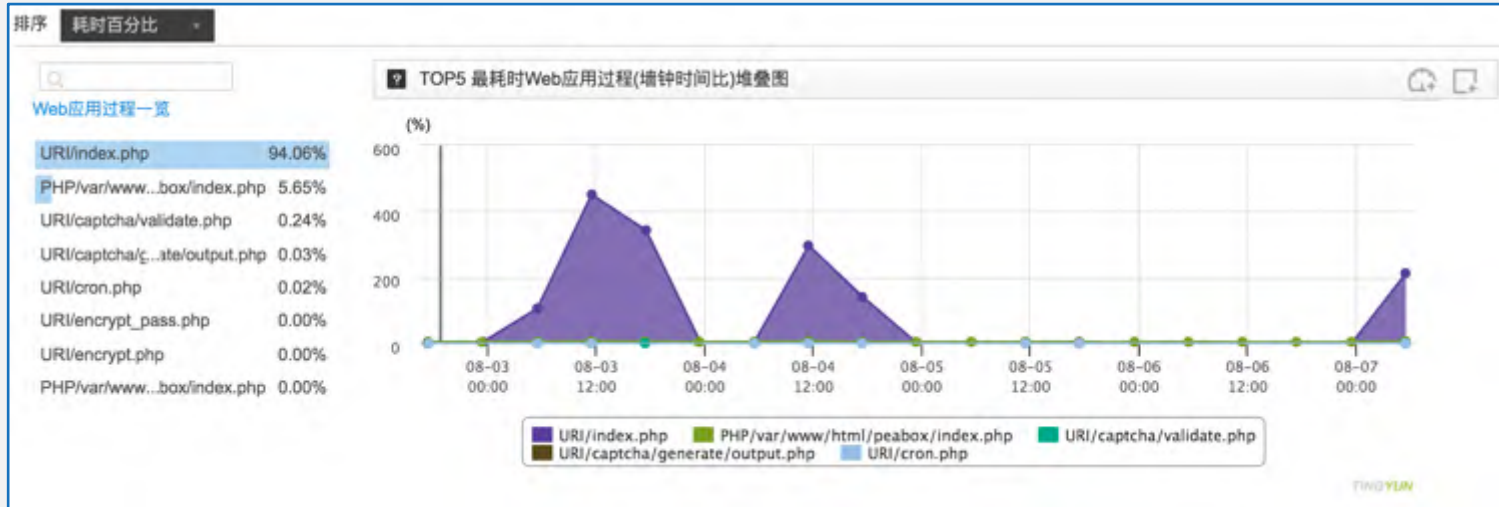 排序 耗时百分比
Web应用过程一览
URI/index.php 94.06%
PHP/var/www...box/index.php 5.65%
URI/captcha/validate.php 0.24%
URI/captcha/g...ate/output.php 0.03%
URI/cron.php 0.02%
URI/encrypt_pass.php 0.00%
URI/encrypt.php 0.00%
PHP/var/www...box/index.php 0.00%
? TOP5 最耗时Web应用过程(墙钟时间比)堆叠图
(%)
600
400
200
0
08-03 08-03 08-04 08-04 08-05 08-05 08-06 08-06 08-07
00:00 12:00 00:00 12:00 00:00 12:00 00:00 12:00 00:00
URI/index.php PHP/var/www/html/peabox/index.php URI/captcha/validate.php
URI/captcha/generate/output.php URI/cron.php
TINGYUN